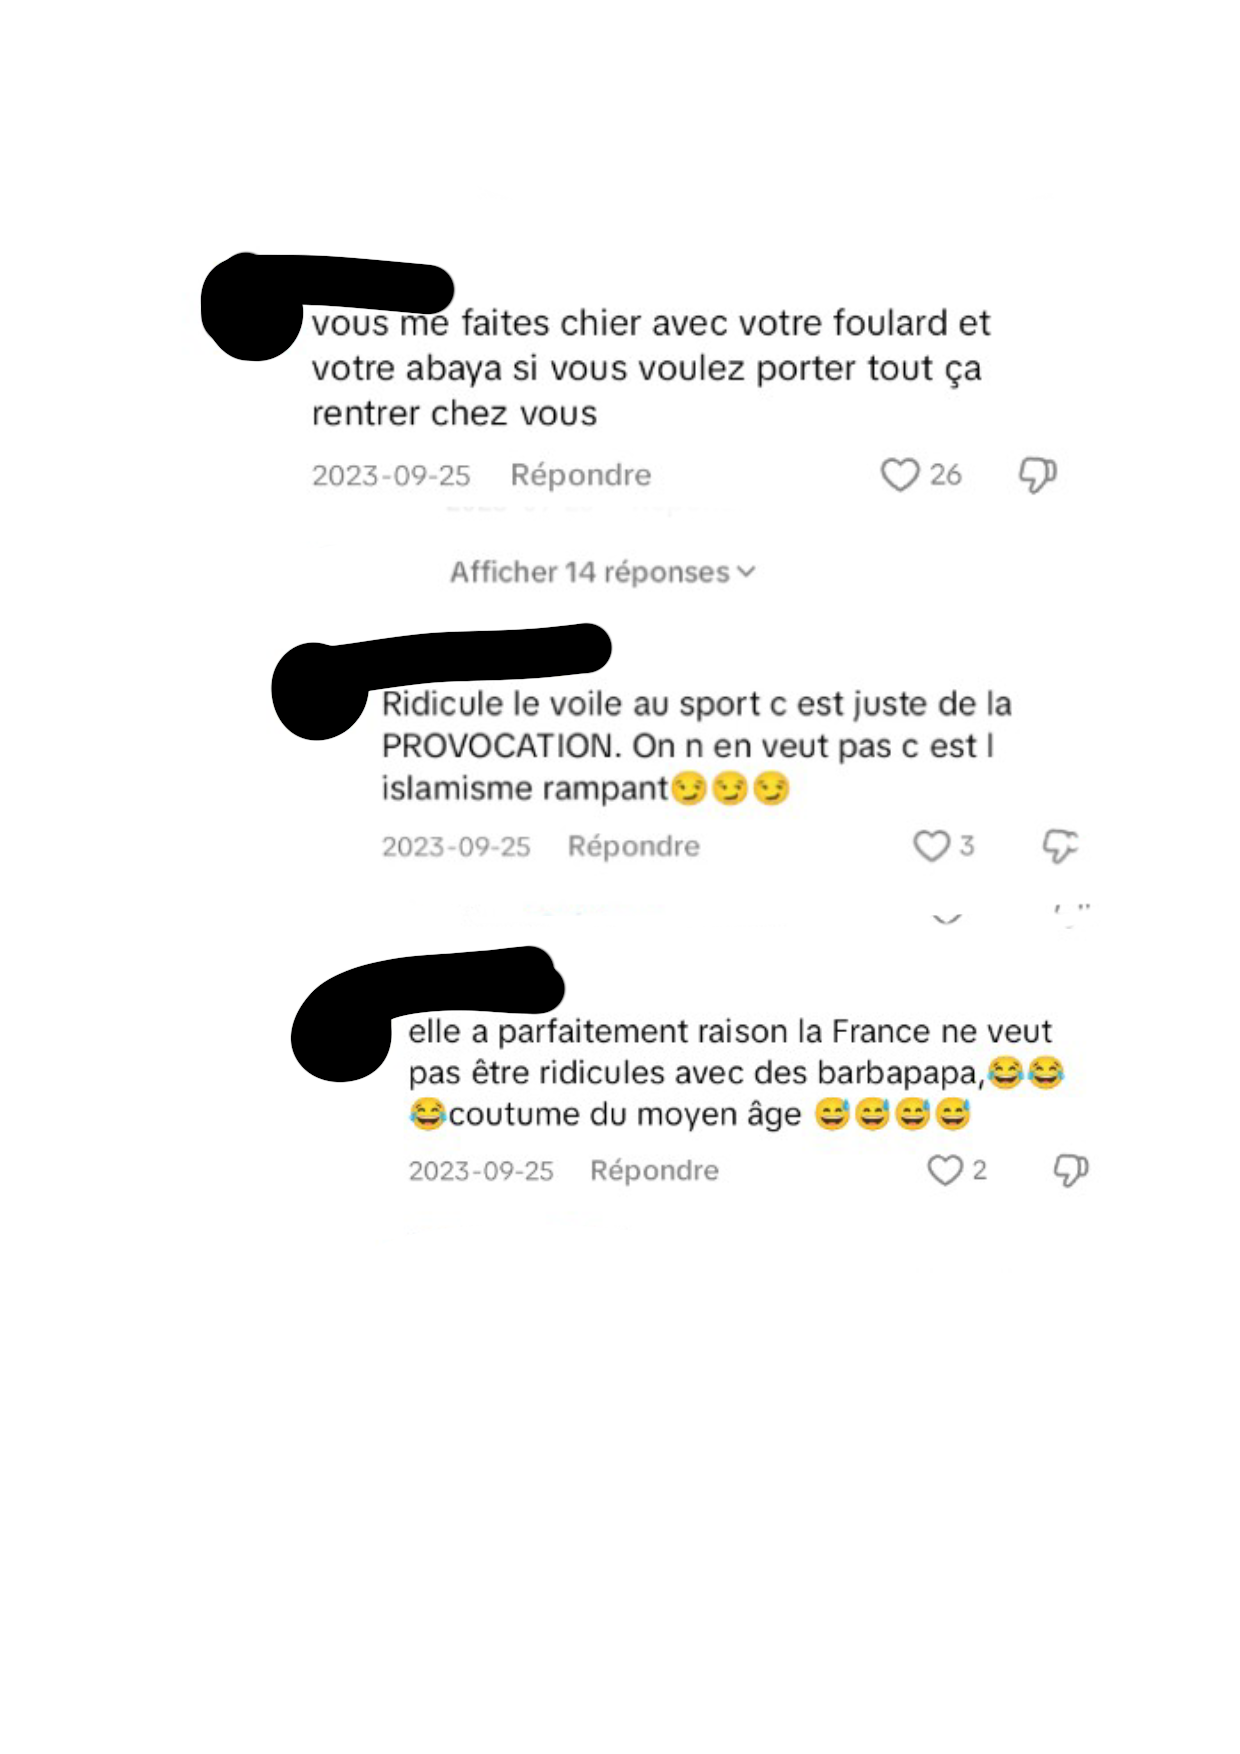 vous me faites chier avec votre foulard et
votre abaya si vous voulez porter tout ça
rentrer chez vous
2023-09-25 Répondre 26
Afficher 14 réponses
Ridicule le voile au sport c est juste de la
PROVOCATION. On n en veut pas c est l
islamisme rampant😏😏😏
2023-09-25 Répondre 3
elle a parfaitement raison la France ne veut
pas être ridicules avec des barbapapa,😂😂
😂coutume du moyen âge 😅😅😅😅
2023-09-25 Répondre 2